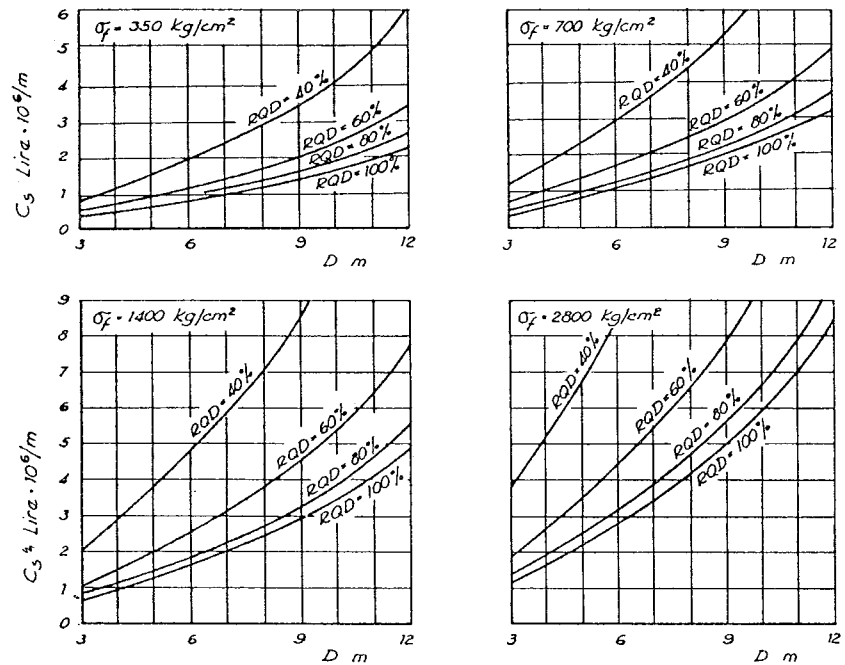 σf = 350 kg/cm²
6
5
4
3
2
1
0
C5 Lira · 10⁶/m
RQD = 40%
RQD = 60%
RQD = 80%
RQD = 100%
3
6
9
12
D m
σf = 700 kg/cm²
RQD = 40%
RQD = 60%
RQD = 80%
RQD = 100%
3
6
9
12
D m
σf = 1400 kg/cm²
9
8
7
6
5
4
3
2
1
0
Lira · 10⁶/m
RQD = 40%
RQD = 60%
RQD = 80%
RQD = 100%
3
6
9
12
D m
σf = 2800 kg/cm²
RQD = 40%
RQD = 60%
RQD = 80%
RQD = 100%
3
6
9
12
D m